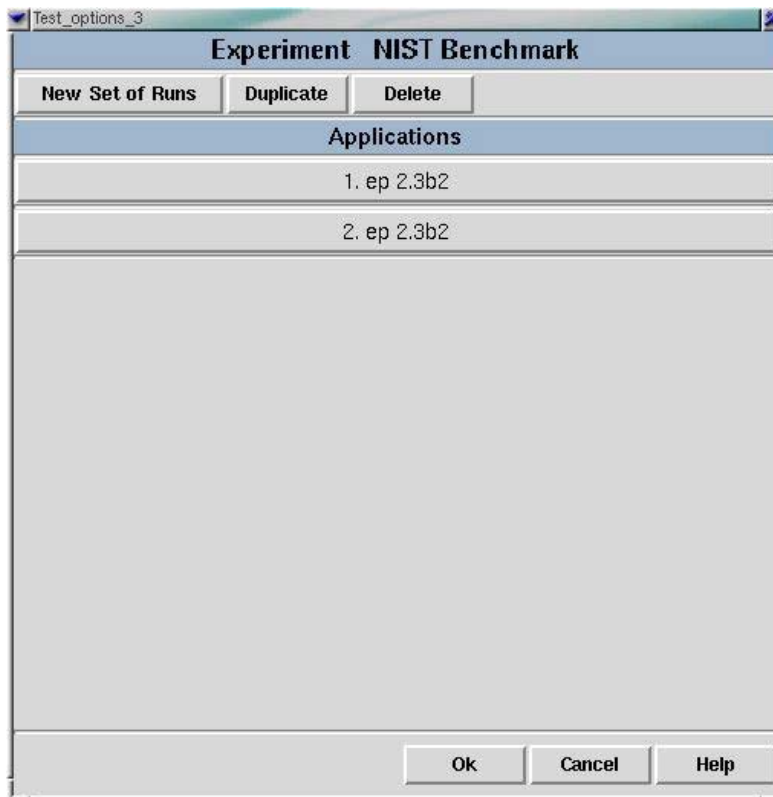 Test_options_3
Experiment NIST Benchmark
New Set of Runs Duplicate Delete
Applications
1. ep 2.3b2
2. ep 2.3b2
Ok Cancel Help